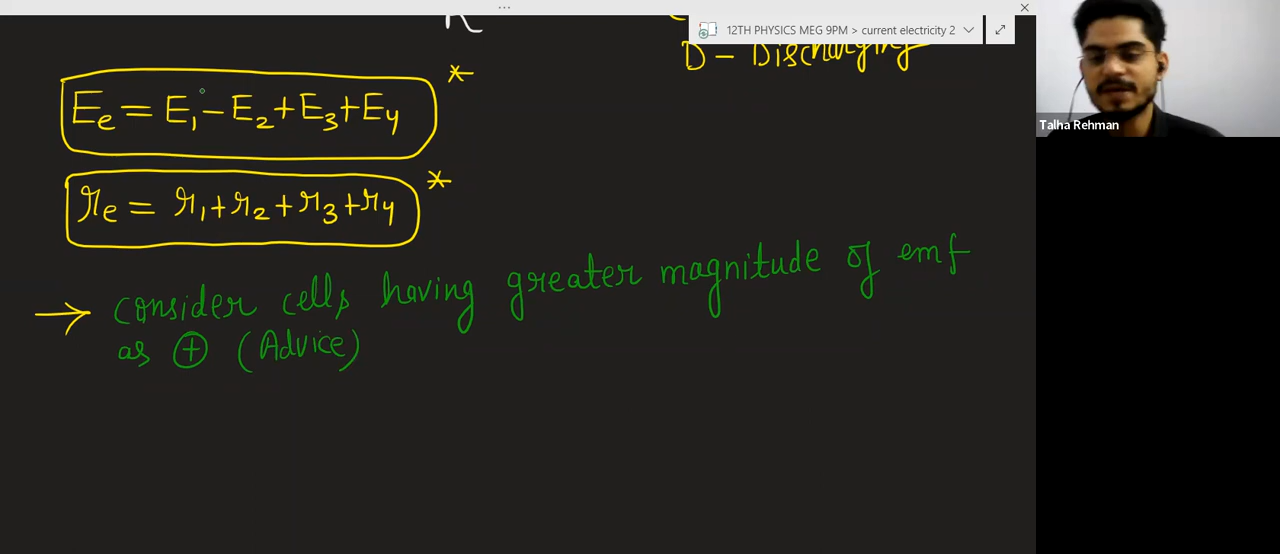 12TH PHYSICS MEG 9PM > current electricity 2
D - Discharging
Ee = E1 - E2 + E3 + E4 *
re = r1 + r2 + r3 + r4 *
→ Consider cells having greater magnitude of emf
as ⊕ (Advice)
Talha Rehman